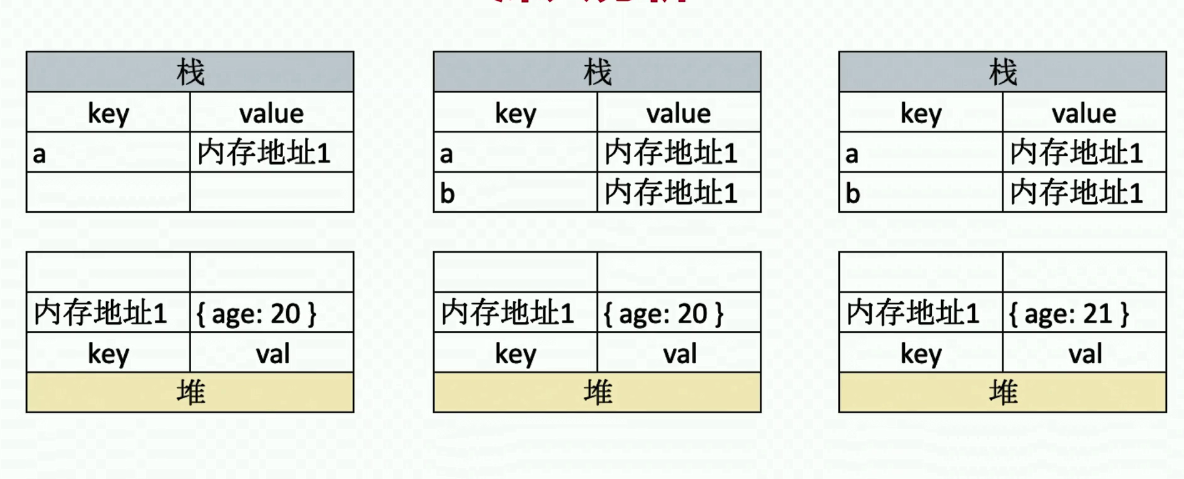 栈
key value
a 内存地址1
内存地址1 { age: 20 }
key val
堆
栈
key value
a 内存地址1
b 内存地址1
内存地址1 { age: 20 }
key val
堆
栈
key value
a 内存地址1
b 内存地址1
内存地址1 { age: 21 }
key val
堆